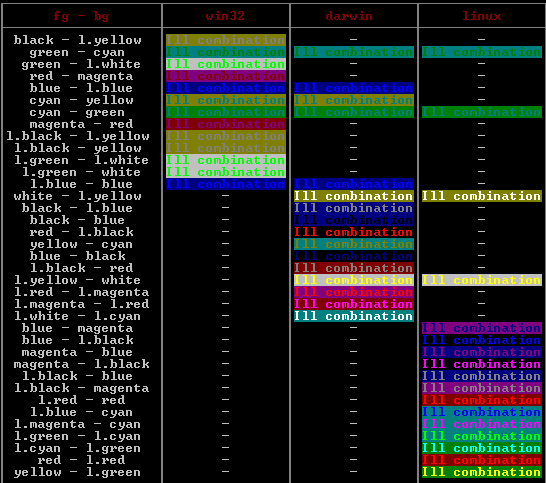 fg - bg win32 darwin linux
black - l.yellow Ill combination - -
green - cyan Ill combination Ill combination Ill combination
green - l.white Ill combination - -
red - magenta Ill combination - -
blue - l.blue Ill combination Ill combination -
cyan - yellow Ill combination Ill combination -
cyan - green Ill combination - Ill combination
magenta - red Ill combination - -
l.black - l.yellow Ill combination - -
l.black - yellow Ill combination - -
l.green - l.white Ill combination - -
l.green - white Ill combination - -
l.blue - blue Ill combination Ill combination -
white - l.yellow - Ill combination Ill combination
black - l.blue - Ill combination -
black - blue - Ill combination -
red - l.black - Ill combination -
yellow - cyan - Ill combination -
blue - black - Ill combination -
l.black - red - Ill combination -
l.yellow - white - Ill combination Ill combination
l.red - l.magenta - Ill combination -
l.magenta - l.red - Ill combination -
l.white - l.cyan - Ill combination -
blue - magenta - - Ill combination
blue - l.black - - Ill combination
magenta - blue - - Ill combination
magenta - l.black - - Ill combination
l.black - blue - - Ill combination
l.black - magenta - - Ill combination
l.red - red - - Ill combination
l.blue - cyan - - Ill combination
l.magenta - cyan - - Ill combination
l.green - l.cyan - - Ill combination
l.cyan - l.green - - Ill combination
red - l.red - - Ill combination
yellow - l.green - - Ill combination